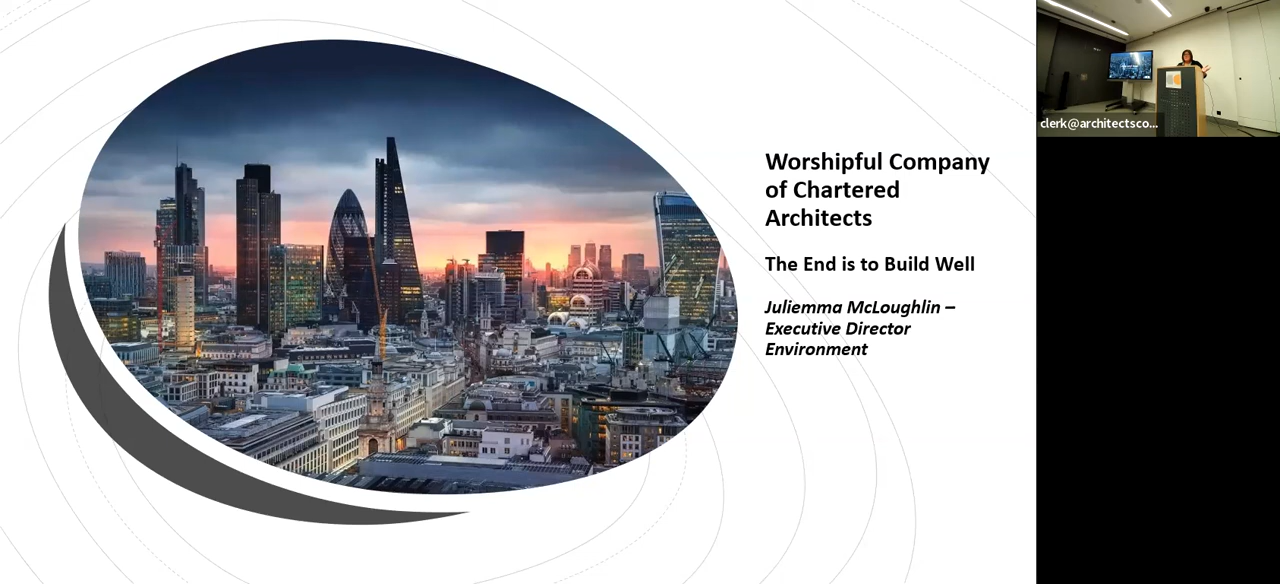 Worshipful Company
of Chartered
Architects
The End is to Build Well
Juliemma McLoughlin –
Executive Director
Environment
clerk@architectsco...